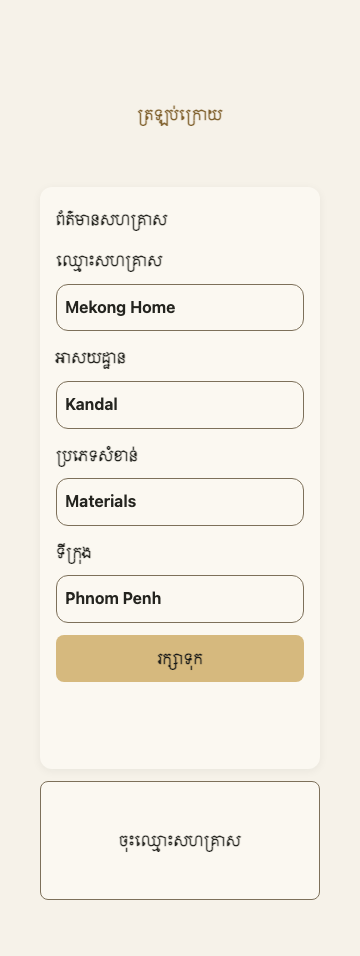 ត្រឡប់ក្រោយ
ព័ត៌មានសហគ្រាស
ឈ្មោះសហគ្រាស
Mekong Home
អាសយដ្ឋាន
Kandal
ប្រភេទសំខាន់
Materials
ទីក្រុង
Phnom Penh
រក្សាទុក
ចុះឈ្មោះសហគ្រាស